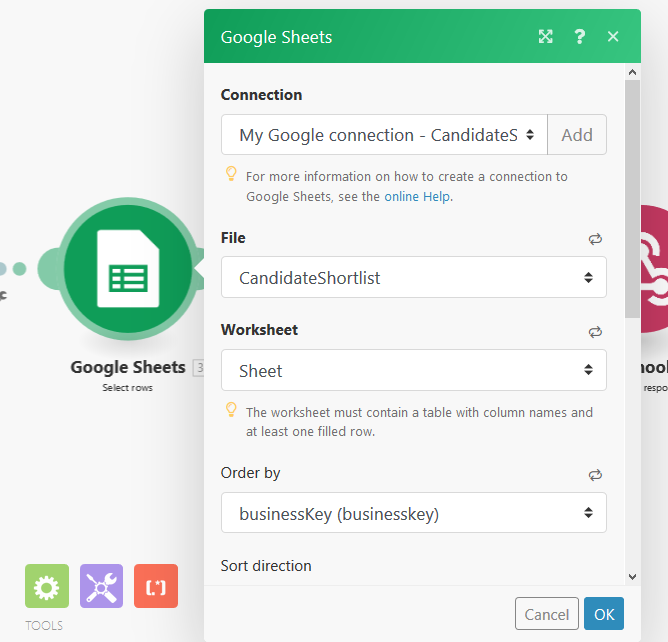 Google Sheets
?
Connection
My Google connection - CandidateS
Add
For more information on how to create a connection to
Google Sheets, see the online Help.
File
CandidateShortlist
Worksheet
Sheet
The worksheet must contain a table with column names and
at least one filled row.
Order by
businessKey (businesskey)
Sort direction
Cancel
OK
Google Sheets 3
Select rows
TOOLS